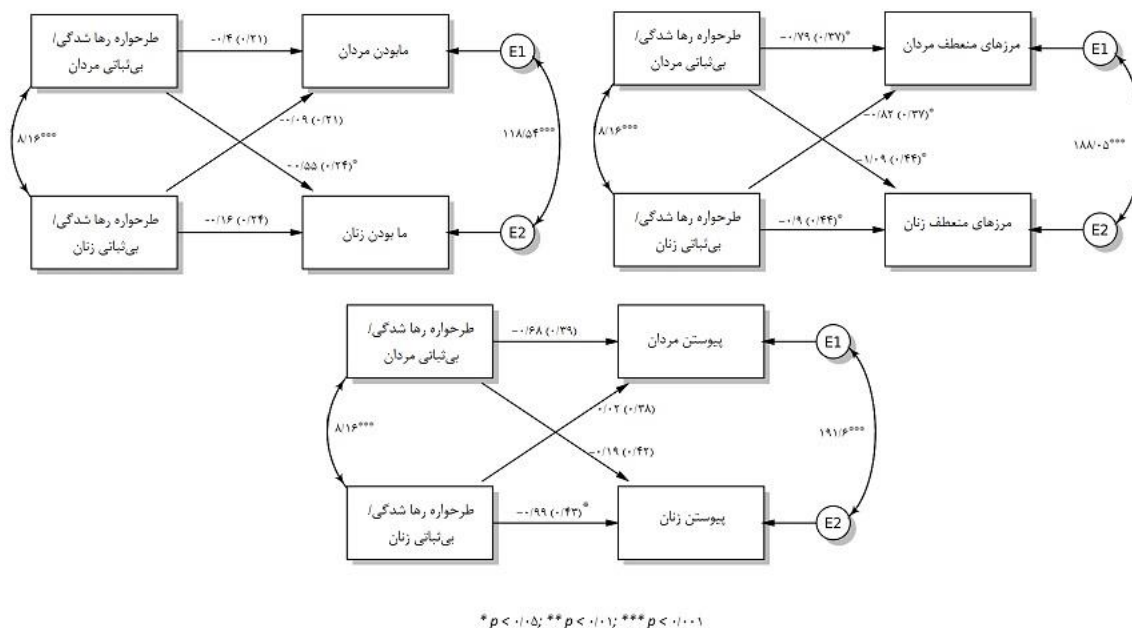 طرحواره رها شدگی/
بی‌ثباتی مردان
-۰/۴ (۰/۲۱)
مابودن مردان
E1
-۰/۰۹ (۰/۲۱)
۸/۱۶***
۱۱۸/۵۴***
-۰/۵۵ (۰/۲۴)*
طرحواره رها شدگی/
بی‌ثباتی زنان
-۰/۱۶ (۰/۲۴)
ما بودن زنان
E2
طرحواره رها شدگی/
بی‌ثباتی مردان
-۰/۷۹ (۰/۳۷)*
مرزهای منعطف مردان
E1
-۰/۸۲ (۰/۳۷)*
۸/۱۶***
۱۸۸/۰۵***
-۱/۰۹ (۰/۴۴)*
طرحواره رها شدگی/
بی‌ثباتی زنان
-۰/۹ (۰/۴۴)*
مرزهای منعطف زنان
E2
طرحواره رها شدگی/
بی‌ثباتی مردان
-۰/۶۸ (۰/۳۹)
پیوستن مردان
E1
۰/۰۲ (۰/۳۸)
۸/۱۶***
۱۹۱/۶***
-۰/۱۹ (۰/۴۲)
طرحواره رها شدگی/
بی‌ثباتی زنان
-۰/۹۹ (۰/۴۳)*
پیوستن زنان
E2
* p < ۰/۰۵; ** p < ۰/۰۱; *** p < ۰/۰۰۱